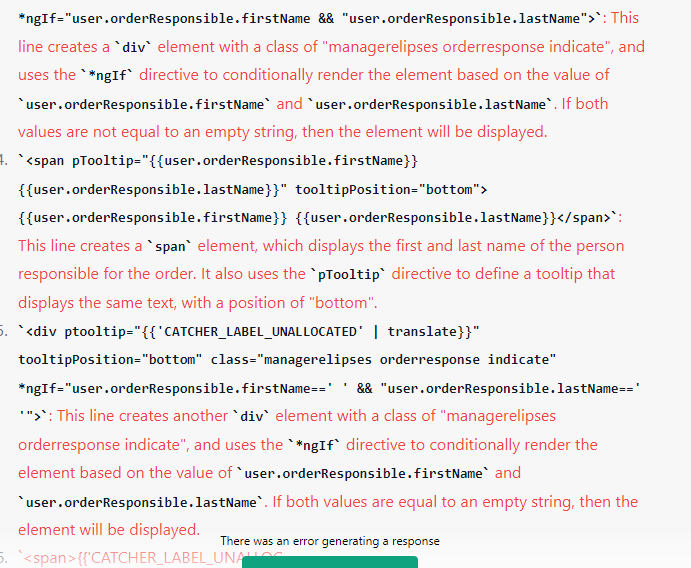 *ngIf="user.orderResponsible.firstName && "user.orderResponsible.lastName">`: This
line creates a `div` element with a class of "managerelipses orderresponse indicate", and
uses the `*ngIf` directive to conditionally render the element based on the value of
`user.orderResponsible.firstName` and `user.orderResponsible.lastName`. If both
values are not equal to an empty string, then the element will be displayed.
4. `<span pTooltip="{{user.orderResponsible.firstName}}
{{user.orderResponsible.lastName}}" tooltipPosition="bottom">
{{user.orderResponsible.firstName}} {{user.orderResponsible.lastName}}</span>`:
This line creates a `span` element, which displays the first and last name of the person
responsible for the order. It also uses the `pTooltip` directive to define a tooltip that
displays the same text, with a position of "bottom".
5. `<div ptooltip="{{'CATCHER_LABEL_UNALLOCATED' | translate}}"
tooltipPosition="bottom" class="managerelipses orderresponse indicate"
*ngIf="user.orderResponsible.firstName==' ' && "user.orderResponsible.lastName=='
'">`: This line creates another `div` element with a class of "managerelipses
orderresponse indicate", and uses the `*ngIf` directive to conditionally render the
element based on the value of `user.orderResponsible.firstName` and
`user.orderResponsible.lastName`. If both values are equal to an empty string, then the
element will be displayed.
There was an error generating a response
6. `<span>{{'CATCHER_LABEL_UNALLOC